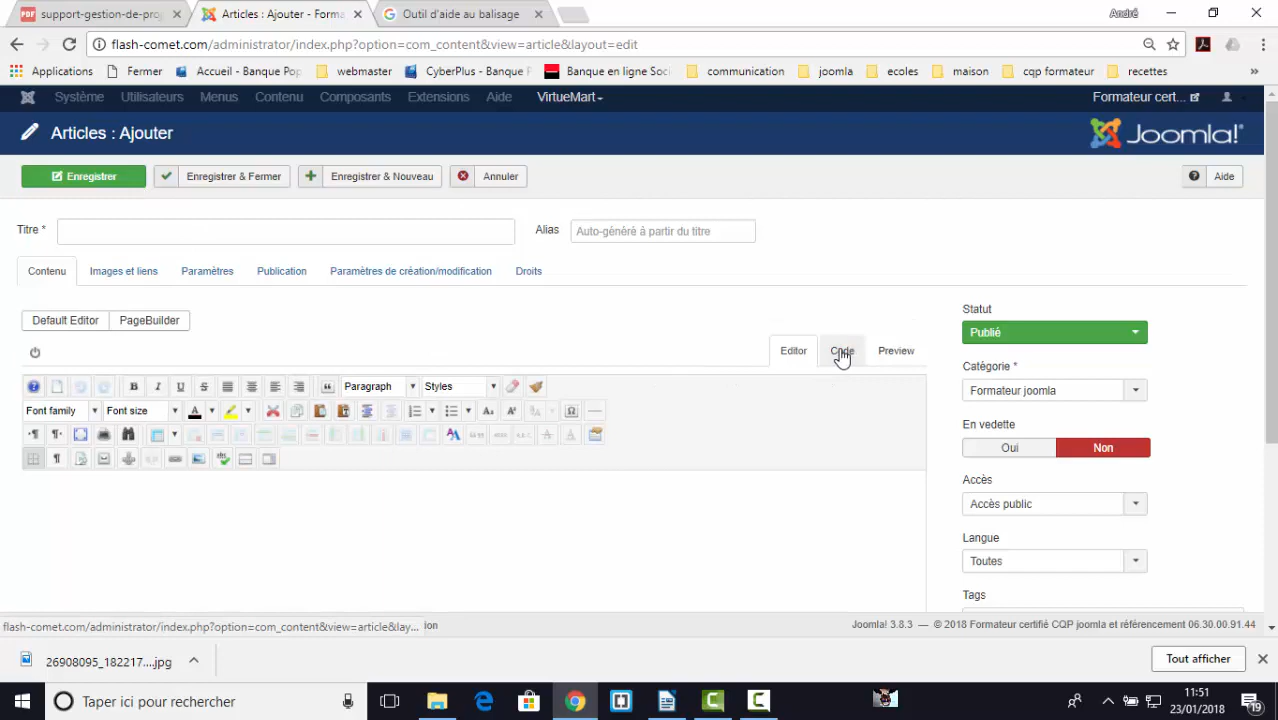 support-gestion-de-pro
Articles : Ajouter - Forma
Outil d'aide au balisage
André
flash-comet.com/administrator/index.php?option=com_content&view=article&layout=edit
Applications
Fermer
Accueil - Banque Pop
webmaster
CyberPlus - Banque P
Banque en ligne Soci
communication
joomla
ecoles
maison
cqp formateur
recettes
Système
Utilisateurs
Menus
Contenu
Composants
Extensions
Aide
VirtueMart
Formateur cert...
Articles : Ajouter
Joomla!®
Enregistrer
Enregistrer & Fermer
Enregistrer & Nouveau
Annuler
Aide
Titre *
Alias
Auto-généré à partir du titre
Contenu
Images et liens
Paramètres
Publication
Paramètres de création/modification
Droits
Default Editor
PageBuilder
Editor
Code
Preview
Paragraph
Styles
Font family
Font size
Statut
Publié
Catégorie *
Formateur joomla
En vedette
Oui
Non
Accès
Accès public
Langue
Toutes
Tags
flash-comet.com/administrator/index.php?option=com_content&view=article&lay...
ion
Joomla! 3.8.3 — © 2018 Formateur certifié CQP joomla et référencement 06.30.00.91.44
26908095_182217....jpg
Tout afficher
Taper ici pour rechercher
11:51
23/01/2018
19